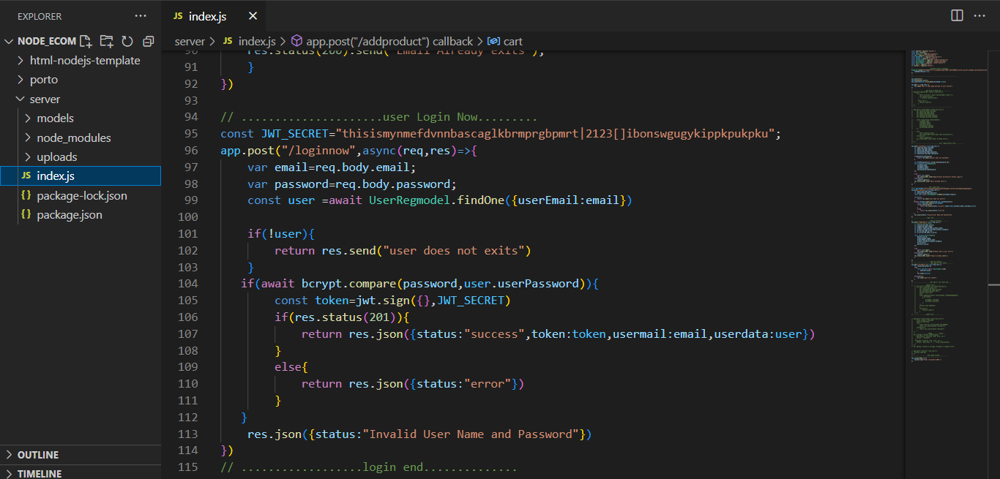 EXPLORER
···
JS index.js ×
···
NODE_ECOM
server > JS index.js > app.post("/addproduct") callback > cart
html-nodejs-template
porto
server
models
node_modules
uploads
JS index.js
{} package-lock.json
{} package.json
OUTLINE
TIMELINE
90 res.status(200).send("Email Already exits");
91 }
92 })
93
94 // .....................user Login Now.........
95 const JWT_SECRET="thisismynmefdvnnbascaglkbrmprgbpmrt|2123[]ibonswgugykippkpukpku";
96 app.post("/loginnow",async(req,res)=>{
97 var email=req.body.email;
98 var password=req.body.password;
99 const user =await UserRegmodel.findOne({userEmail:email})
100
101 if(!user){
102 return res.send("user does not exits")
103 }
104 if(await bcrypt.compare(password,user.userPassword)){
105 const token=jwt.sign({},JWT_SECRET)
106 if(res.status(201)){
107 return res.json({status:"success",token:token,usermail:email,userdata:user})
108 }
109 else{
110 return res.json({status:"error"})
111 }
112 }
113 res.json({status:"Invalid User Name and Password"})
114 })
115 // ..................login end..............